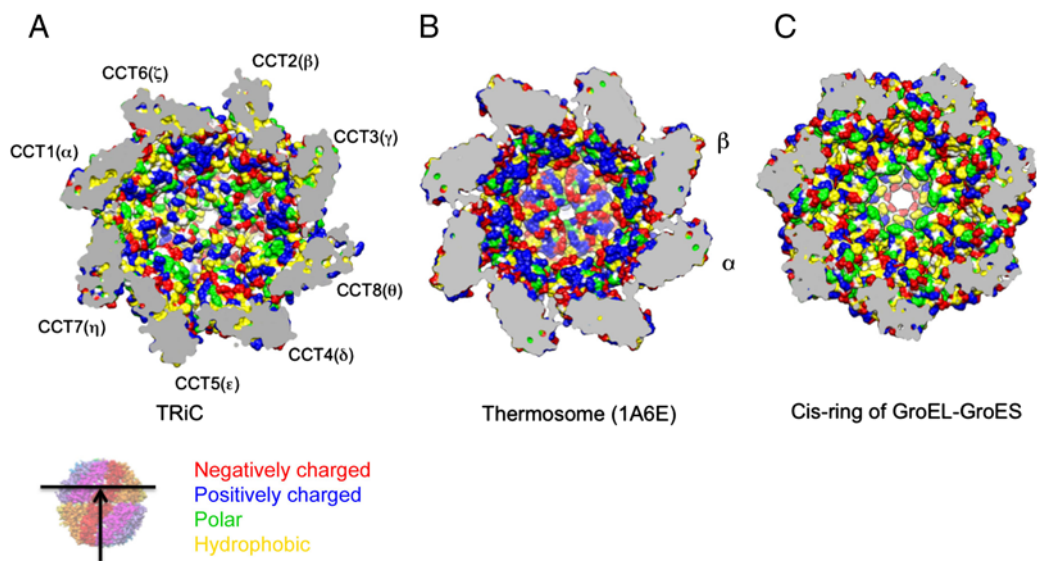 A
B
C
CCT6(ζ)
CCT2(β)
CCT1(α)
CCT3(γ)
β
α
CCT8(θ)
CCT7(η)
CCT4(δ)
CCT5(ε)
TRiC
Thermosome (1A6E)
Cis-ring of GroEL-GroES
Negatively charged
Positively charged
Polar
Hydrophobic